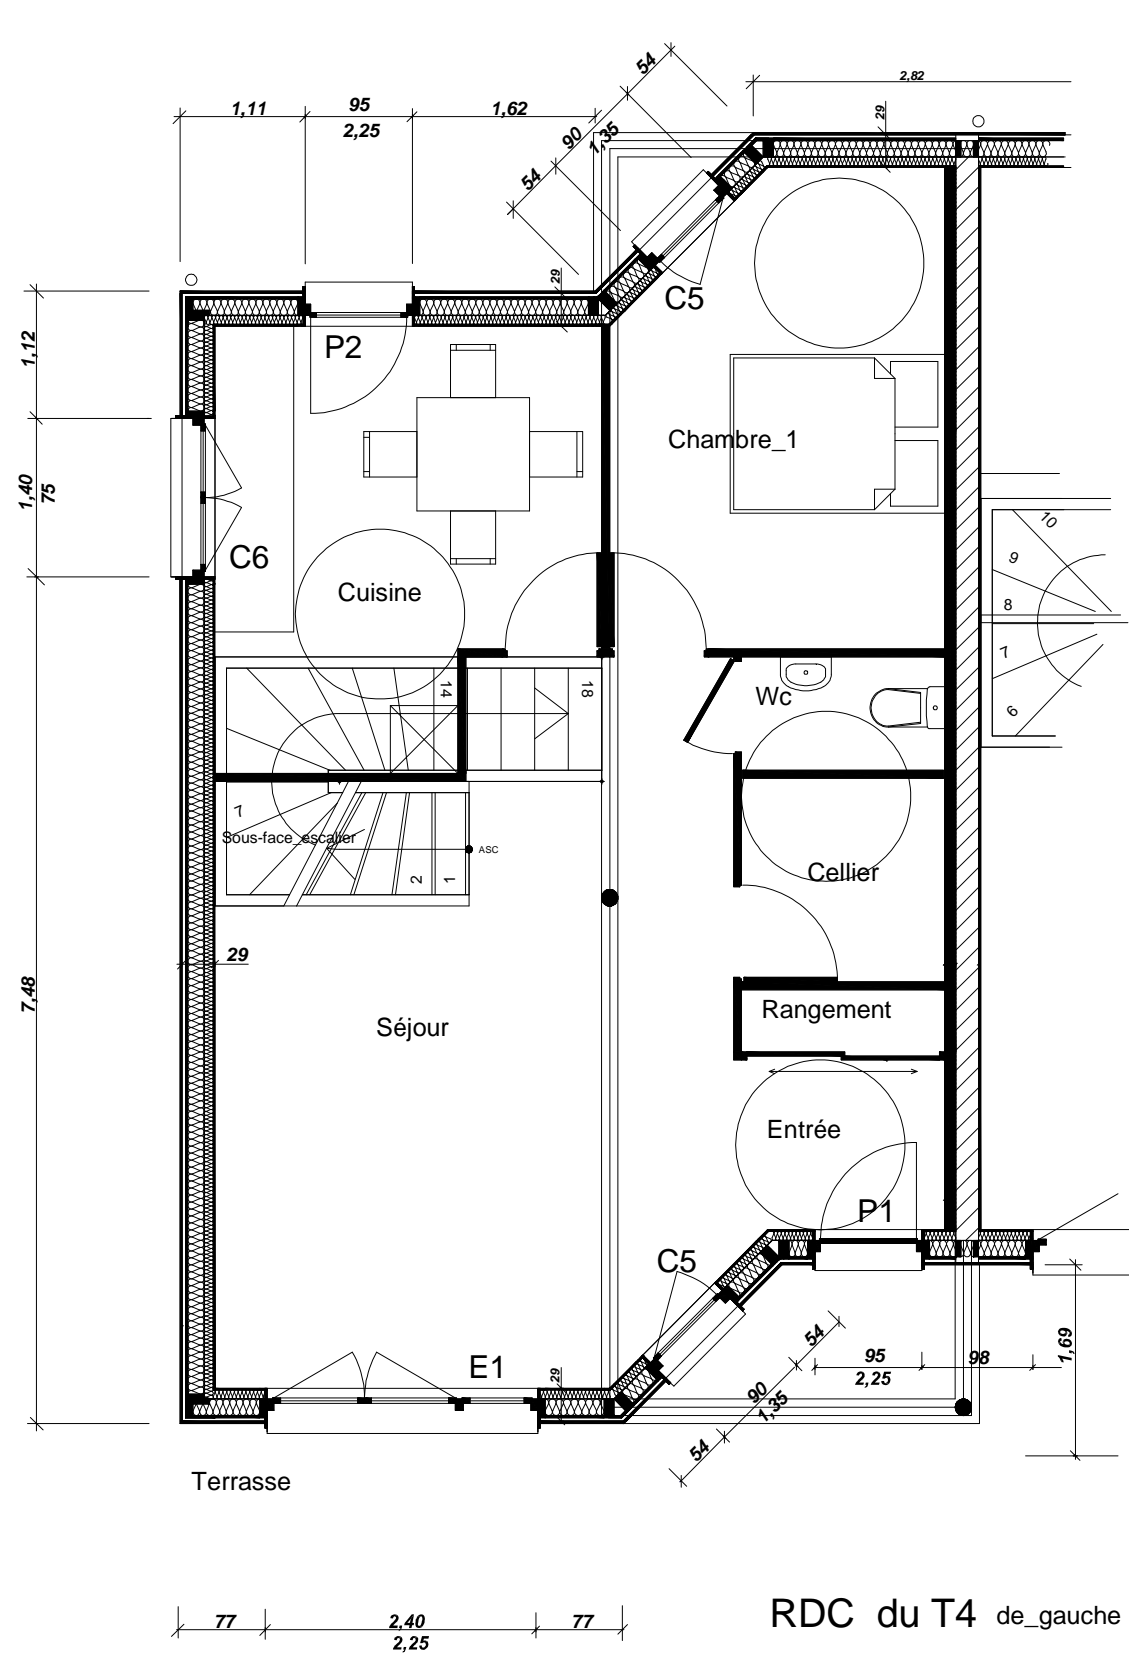 54
2,82
1,11
95
2,25
1,62
90
1,35
54
29
29
C5
P2
1,12
Chambre_1
1,40
75
10
9
8
7
6
C6
Cuisine
14
18
Wc
7
Sous-face_escalier
2
1
ASC
Cellier
29
7,48
Rangement
Séjour
Entrée
P1
C5
E1
29
54
95
2,25
98
1,69
90
1,35
54
Terrasse
77
2,40
2,25
77
RDC du T4 de_gauche